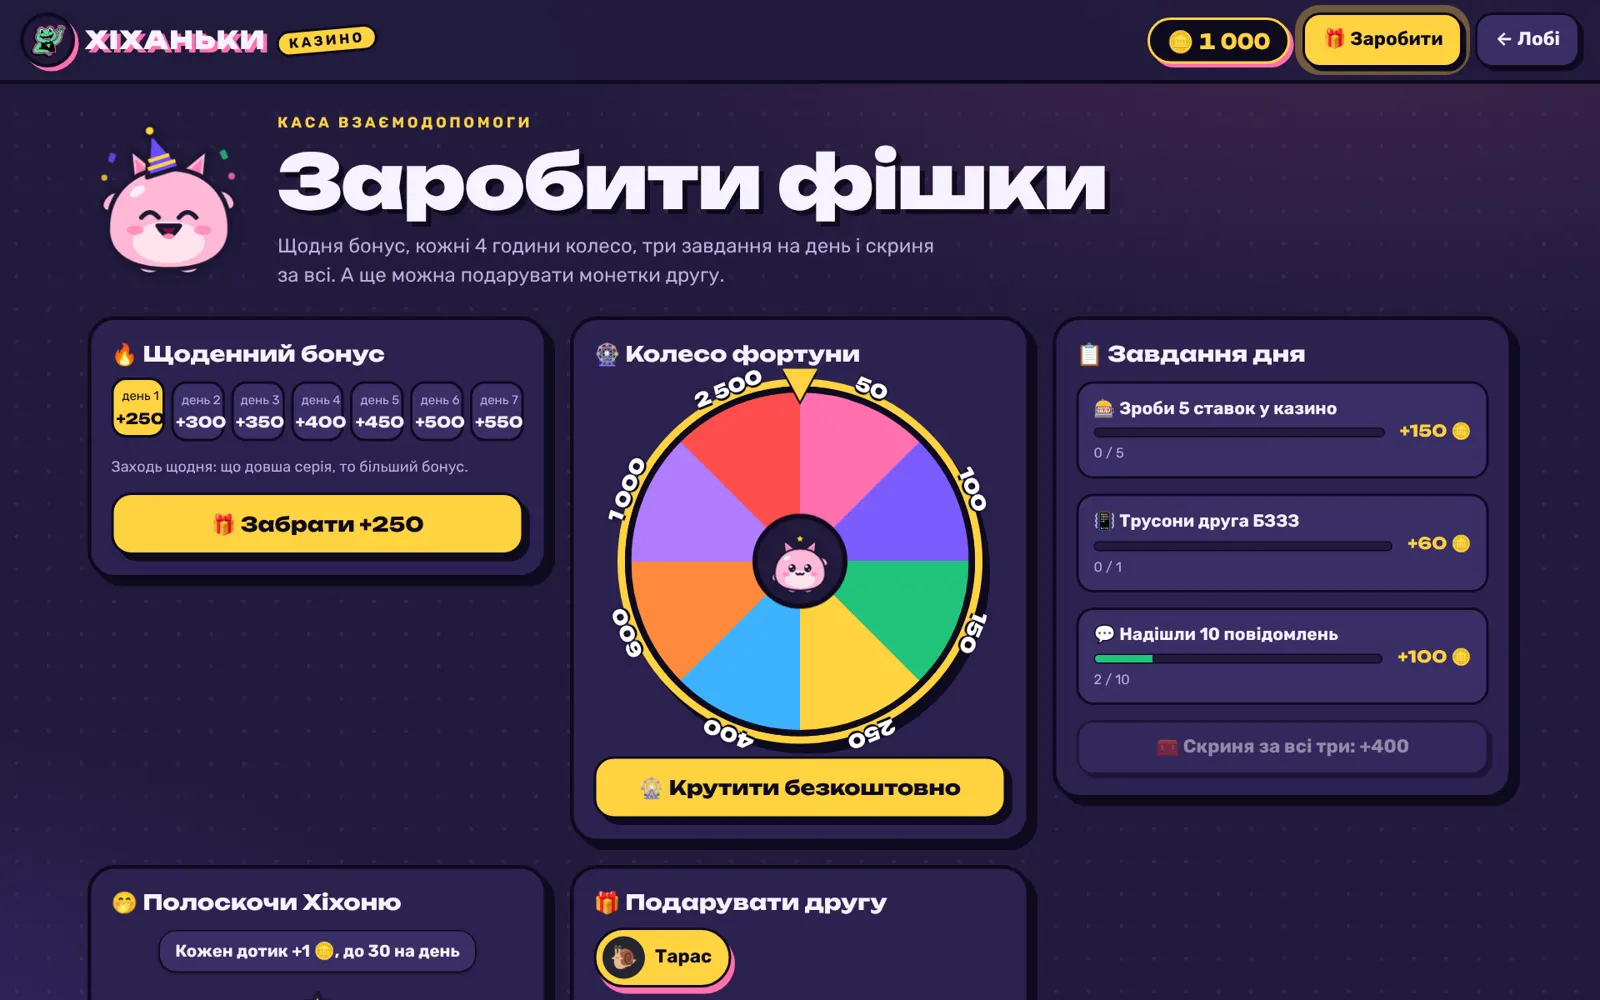 ХІХАНЬКИ
КАЗИНО
1 000
Заробити
← Лобі
КАСА ВЗАЄМОДОПОМОГИ
Заробити фішки
Щодня бонус, кожні 4 години колесо, три завдання на день і скриня
за всі. А ще можна подарувати монетки другу.
Щоденний бонус
день 1
+250
день 2
+300
день 3
+350
день 4
+400
день 5
+450
день 6
+500
день 7
+550
Заходь щодня: що довша серія, то більший бонус.
Забрати +250
Колесо фортуни
50
100
150
250
400
600
1000
2 500
Крутити безкоштовно
Завдання дня
Зроби 5 ставок у казино
+150
0 / 5
Трусони друга БЗЗЗ
+60
0 / 1
Надішли 10 повідомлень
+100
2 / 10
Скриня за всі три: +400
Полоскочи Хіхоню
Кожен дотик +1 , до 30 на день
Подарувати другу
Тарас